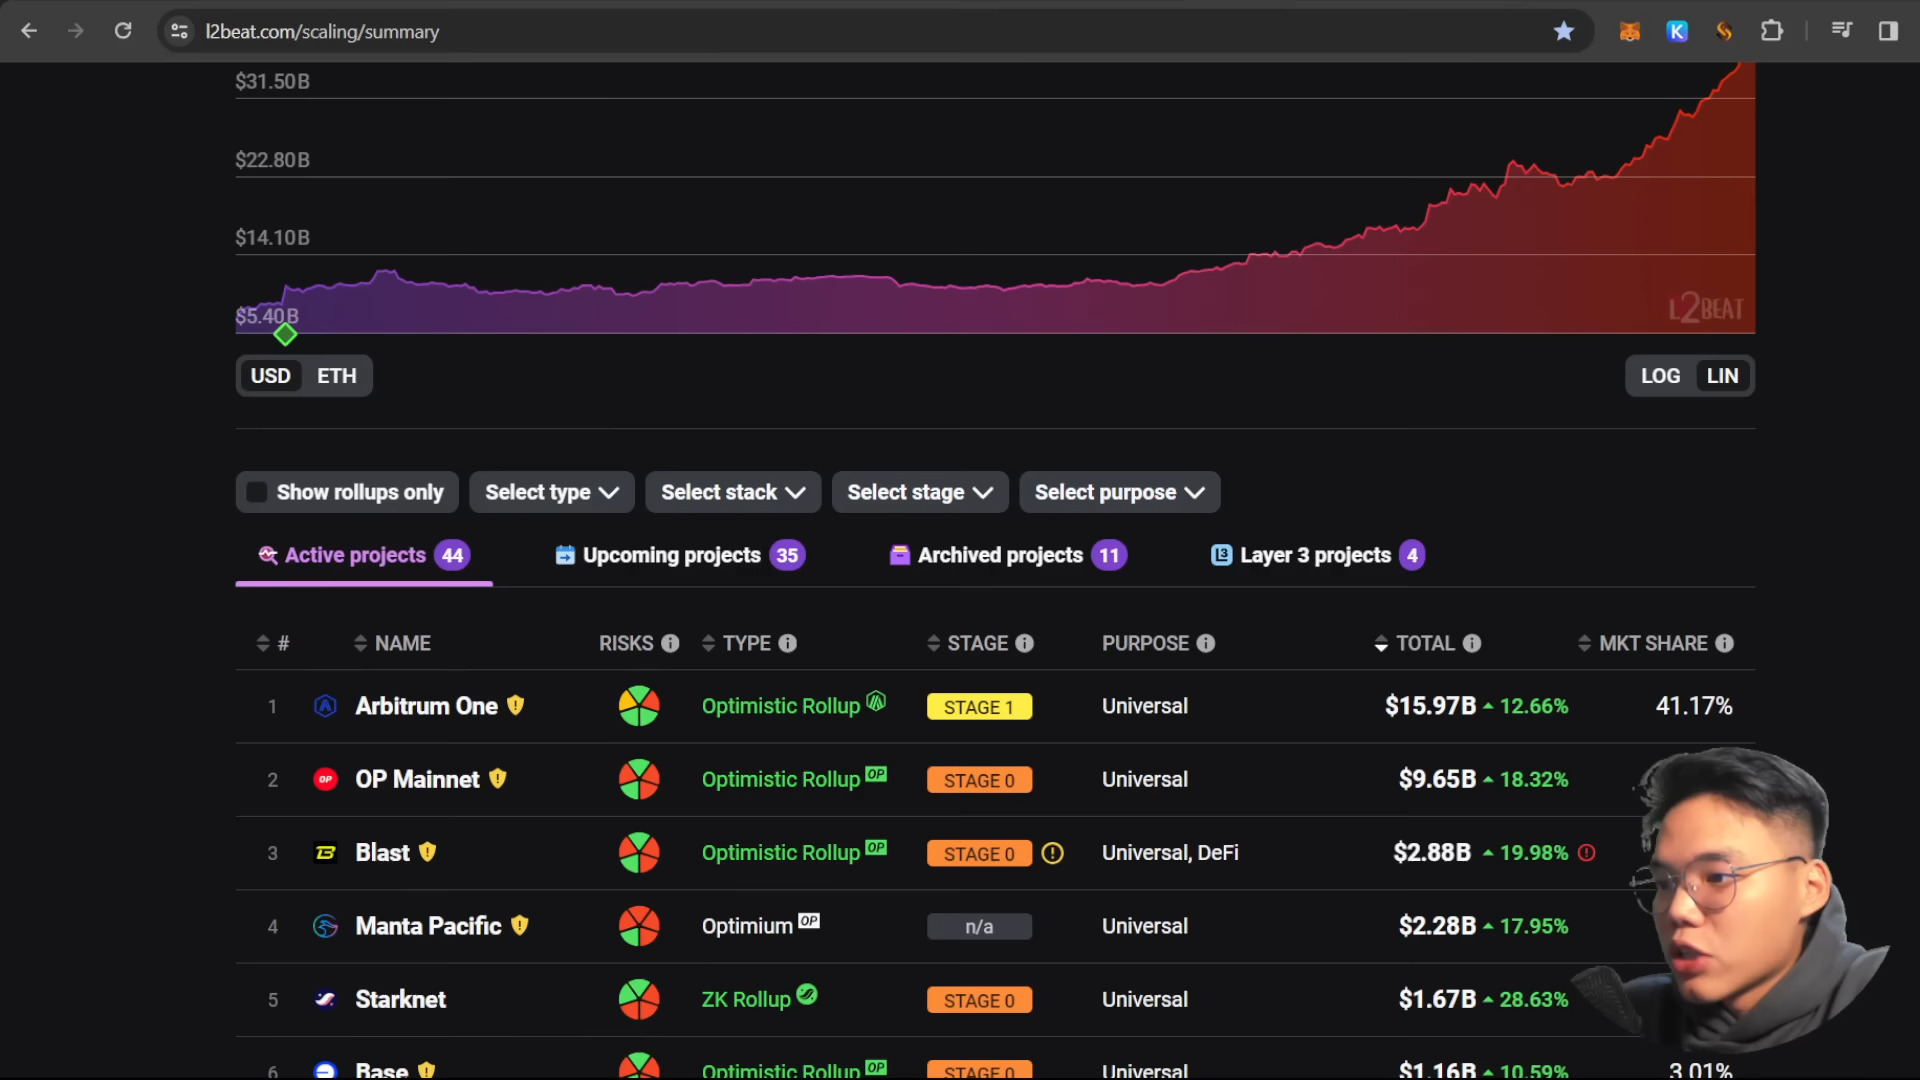 l2beat.com/scaling/summary
$31.50B
$22.80B
$14.10B
$5.40B
L2BEAT
USD ETH
LOG LIN
Show rollups only Select type Select stack Select stage Select purpose
Active projects 44 Upcoming projects 35 Archived projects 11 Layer 3 projects 4
# NAME RISKS TYPE STAGE PURPOSE TOTAL MKT SHARE
1 Arbitrum One Optimistic Rollup STAGE 1 Universal $15.97B 12.66% 41.17%
2 OP OP Mainnet Optimistic Rollup OP STAGE 0 Universal $9.65B 18.32%
3 Blast Optimistic Rollup OP STAGE 0 Universal, DeFi $2.88B 19.98%
4 Manta Pacific Optimium OP n/a Universal $2.28B 17.95%
5 Starknet ZK Rollup STAGE 0 Universal $1.67B 28.63%
6 Base Optimistic Rollup OP STAGE 0 Universal $1.16B 10.59% 3.01%